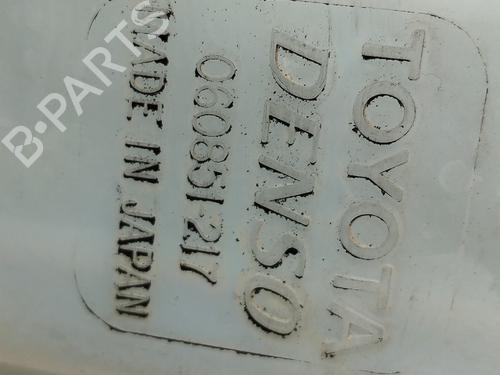 TOYOTA
DENSO
060851-217
MADE IN JAPAN
B-PARTS